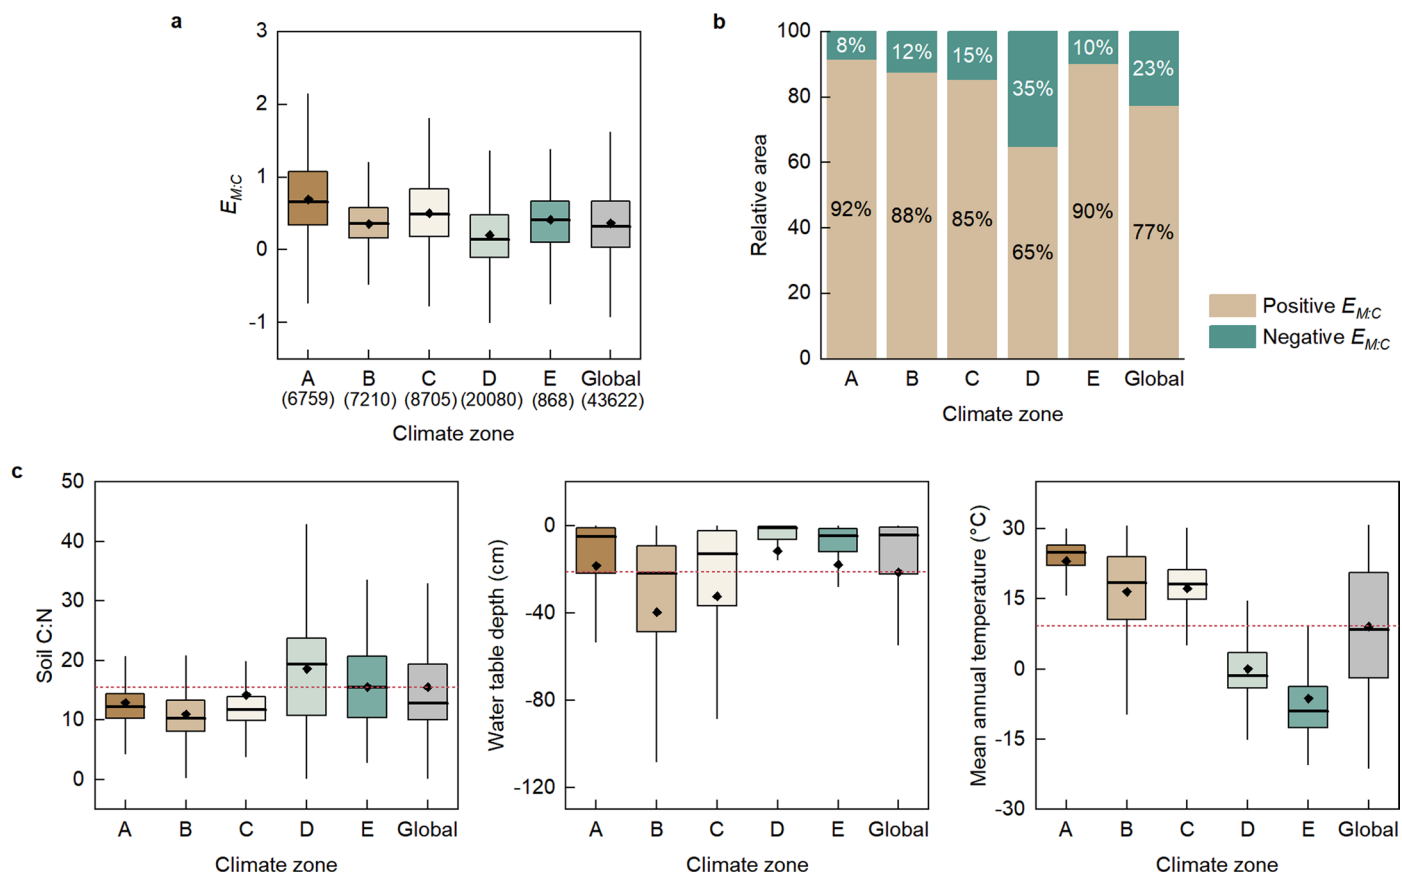 a
3
2
1
0
-1
E_M:C
A B C D E Global
(6759) (7210) (8705) (20080) (868) (43622)
Climate zone
b
100
80
60
40
20
0
Relative area
8% 12% 15% 35% 10% 23%
92% 88% 85% 65% 90% 77%
A B C D E Global
Climate zone
Positive E_M:C
Negative E_M:C
c
50
40
30
20
10
0
Soil C:N
A B C D E Global
Climate zone
0
-40
-80
-120
Water table depth (cm)
A B C D E Global
Climate zone
30
15
0
-15
-30
Mean annual temperature (°C)
A B C D E Global
Climate zone